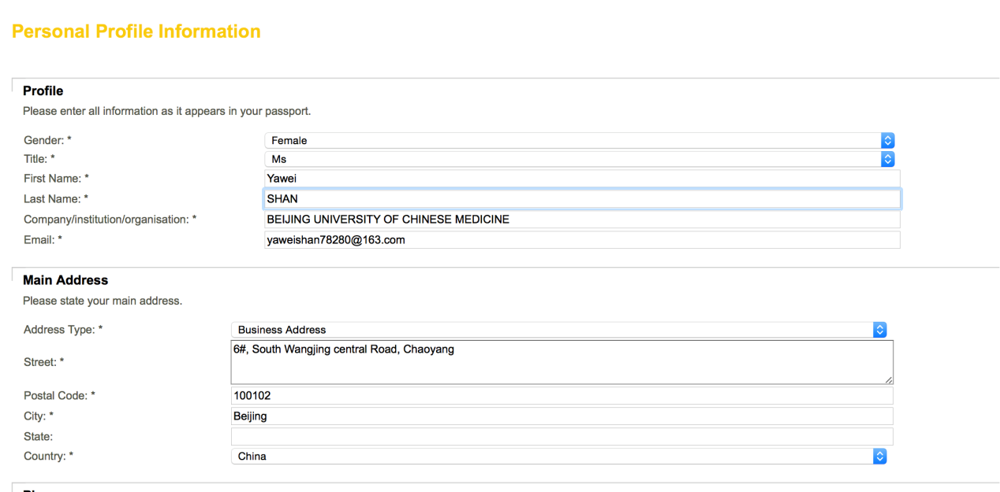 Personal Profile Information
Profile
Please enter all information as it appears in your passport.
Gender: * Female
Title: * Ms
First Name: * Yawei
Last Name: * SHAN
Company/institution/organisation: * BEIJING UNIVERSITY OF CHINESE MEDICINE
Email: * yaweishan78280@163.com
Main Address
Please state your main address.
Address Type: * Business Address
Street: * 6#, South Wangjing central Road, Chaoyang
Postal Code: * 100102
City: * Beijing
State:
Country: * China